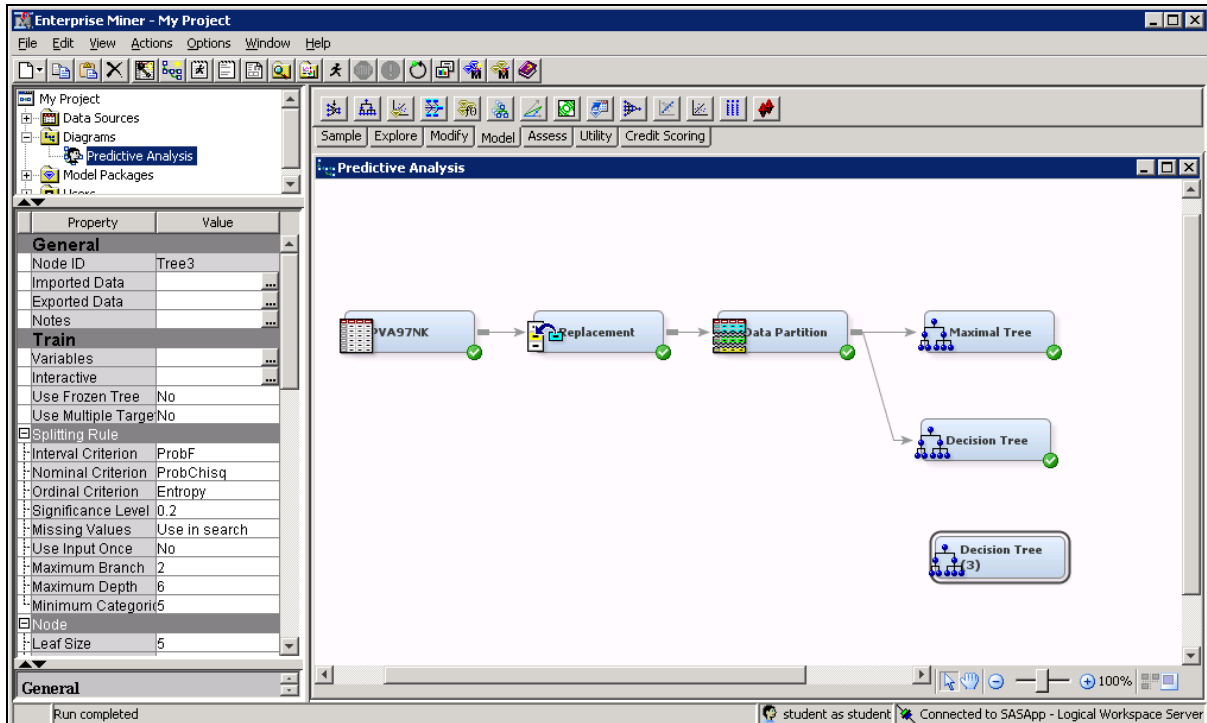 Enterprise Miner - My Project
File Edit View Actions Options Window Help
My Project
Data Sources
Diagrams
Predictive Analysis
Model Packages
Users
Sample Explore Modify Model Assess Utility Credit Scoring
Predictive Analysis
Property Value
General
Node ID Tree3
Imported Data ...
Exported Data ...
Notes ...
Train
Variables ...
Interactive ...
Use Frozen Tree No
Use Multiple Targe No
Splitting Rule
Interval Criterion ProbF
Nominal Criterion ProbChisq
Ordinal Criterion Entropy
Significance Level 0.2
Missing Values Use in search
Use Input Once No
Maximum Branch 2
Maximum Depth 6
Minimum Categori 5
Node
Leaf Size 5
General
PVA97NK
Replacement
Data Partition
Maximal Tree
Decision Tree
Decision Tree
(3)
100%
Run completed
student as student
Connected to SASApp - Logical Workspace Server